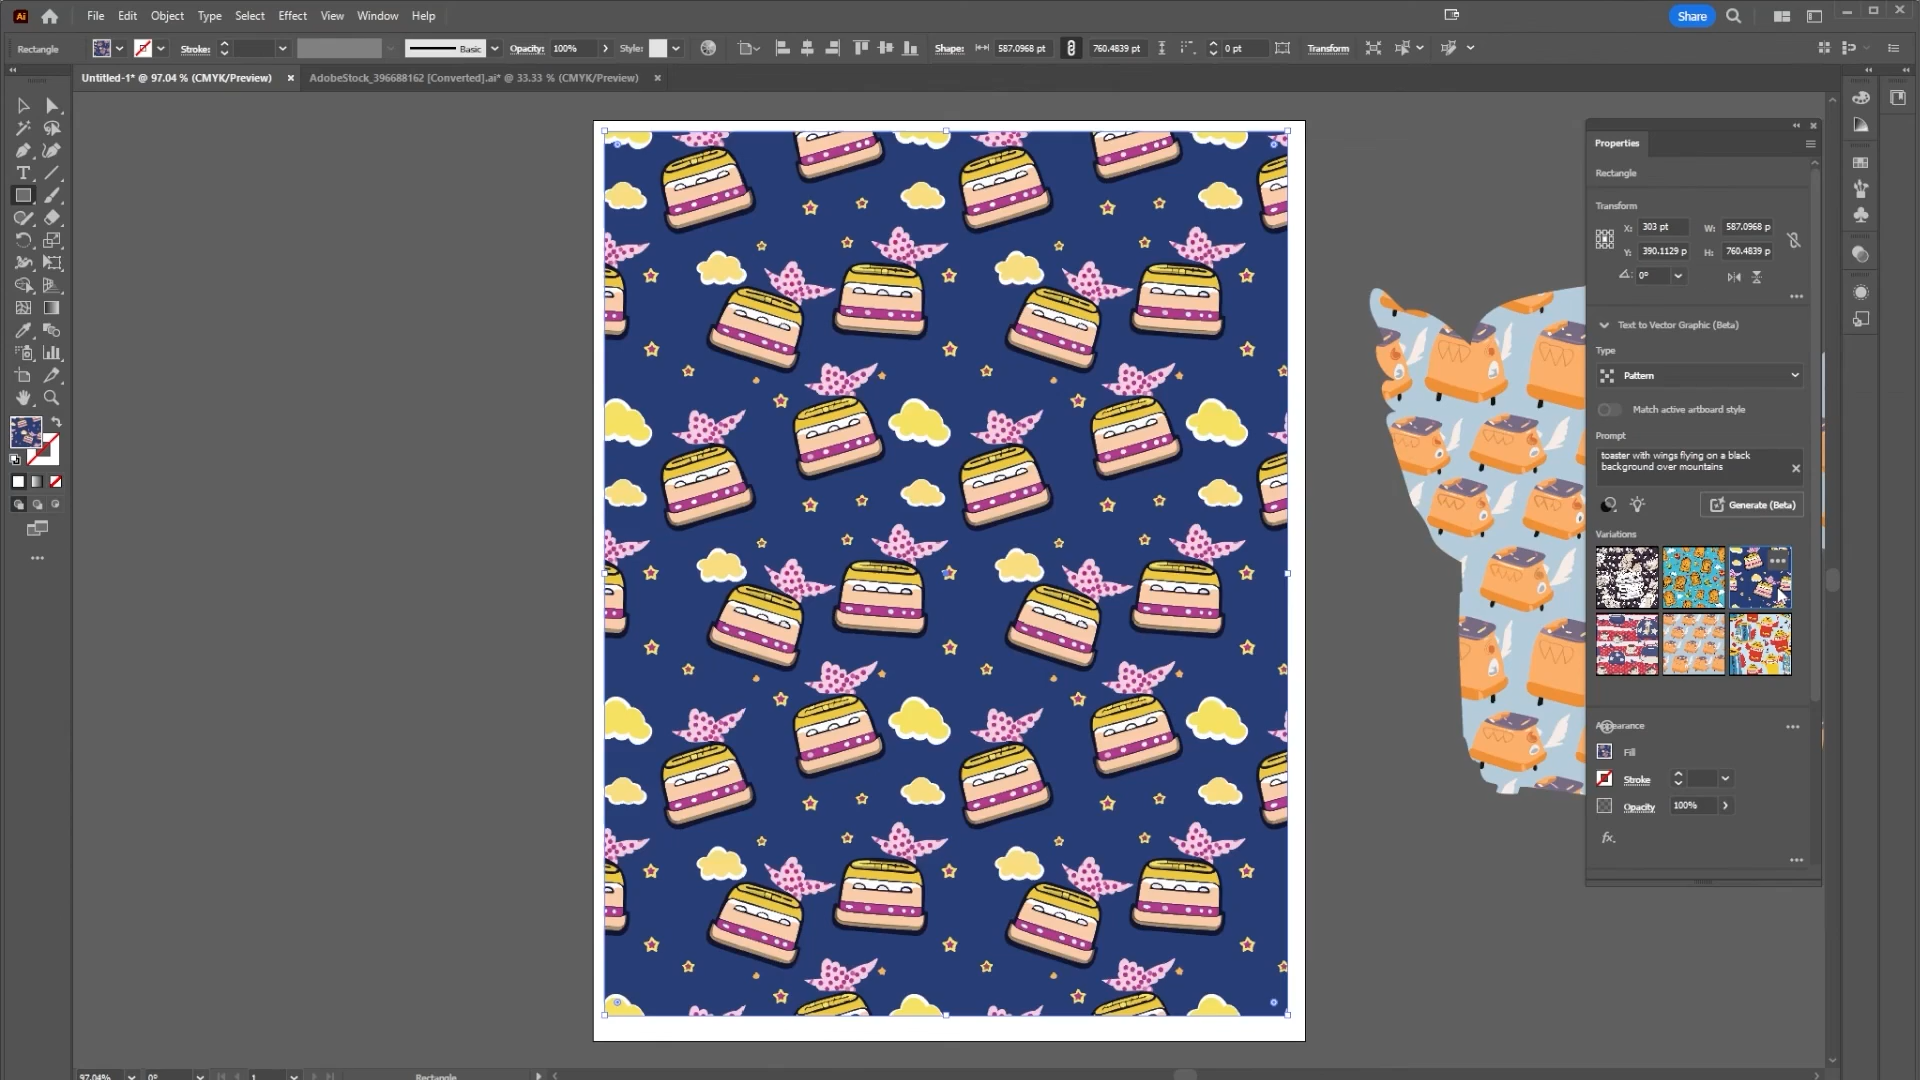 Ai File Edit Object Type Select Effect View Window Help Share
Rectangle Stroke: Basic Opacity: 100% Style: Shape: 587.0968 pt 760.4839 pt 0 pt Transform
Untitled-1* @ 97.04 % (CMYK/Preview) AdobeStock_396688162 [Converted].ai* @ 33.33 % (CMYK/Preview)
Properties
Rectangle
Transform
X: 303 pt W: 587.0968 p
Y: 390.1129 p H: 760.4839 p
0°
Text to Vector Graphic (Beta)
Type
Pattern
Match active artboard style
Prompt
toaster with wings flying on a black
background over mountains
Generate (Beta)
Variations
Appearance
Fill
Stroke
Opacity 100%
fx.
97.04% 0° 1 Rectangle